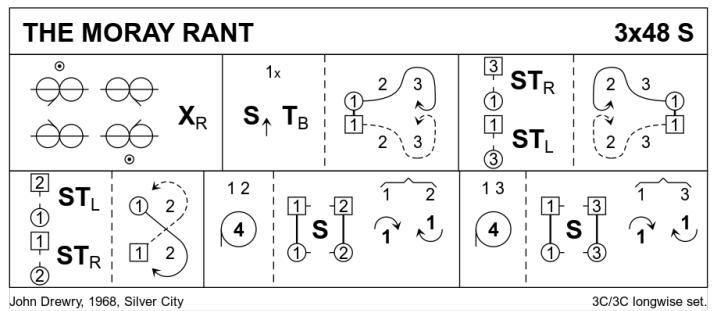 THE MORAY RANT 3x48 S
X R
1x
S T B
2 3
1
1
2 3
3
ST R
1
1
ST L
3
2 3
1
1
2 3
2
ST L
1
1
ST R
2
1 2
1 2
1 2
4
1 2
S
1 2
1 2
1 1
1 3
4
1 3
S
1 3
1 3
1 1
John Drewry, 1968, Silver City 3C/3C longwise set.